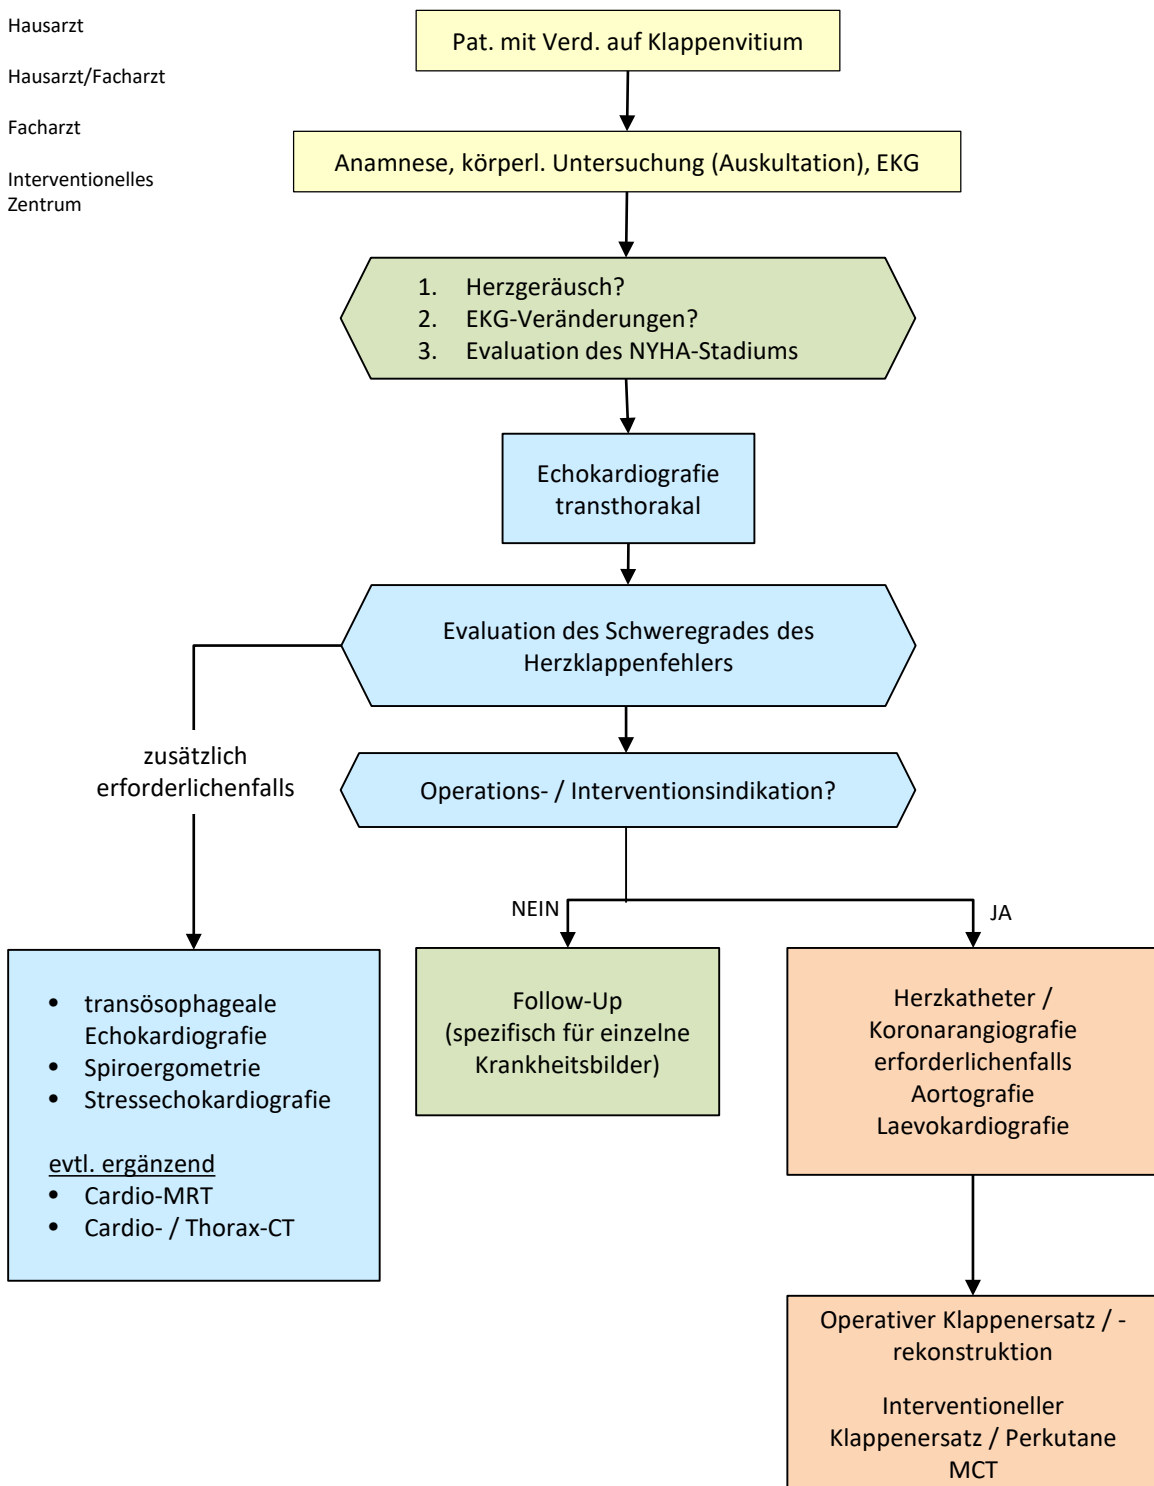 Hausarzt
Hausarzt/Facharzt
Facharzt
Interventionelles
Zentrum
Pat. mit Verd. auf Klappenvitium
Anamnese, körperl. Untersuchung (Auskultation), EKG
1. Herzgeräusch?
2. EKG-Veränderungen?
3. Evaluation des NYHA-Stadiums
Echokardiografie
transthorakal
Evaluation des Schweregrades des
Herzklappenfehlers
zusätzlich
erforderlichenfalls
Operations- / Interventionsindikation?
NEIN
JA
• transösophageale
Echokardiografie
• Spiroergometrie
• Stressechokardiografie
evtl. ergänzend
• Cardio-MRT
• Cardio- / Thorax-CT
Follow-Up
(spezifisch für einzelne
Krankheitsbilder)
Herzkatheter /
Koronarangiografie
erforderlichenfalls
Aortografie
Laevokardiografie
Operativer Klappenersatz / -
rekonstruktion
Interventioneller
Klappenersatz / Perkutane
MCT